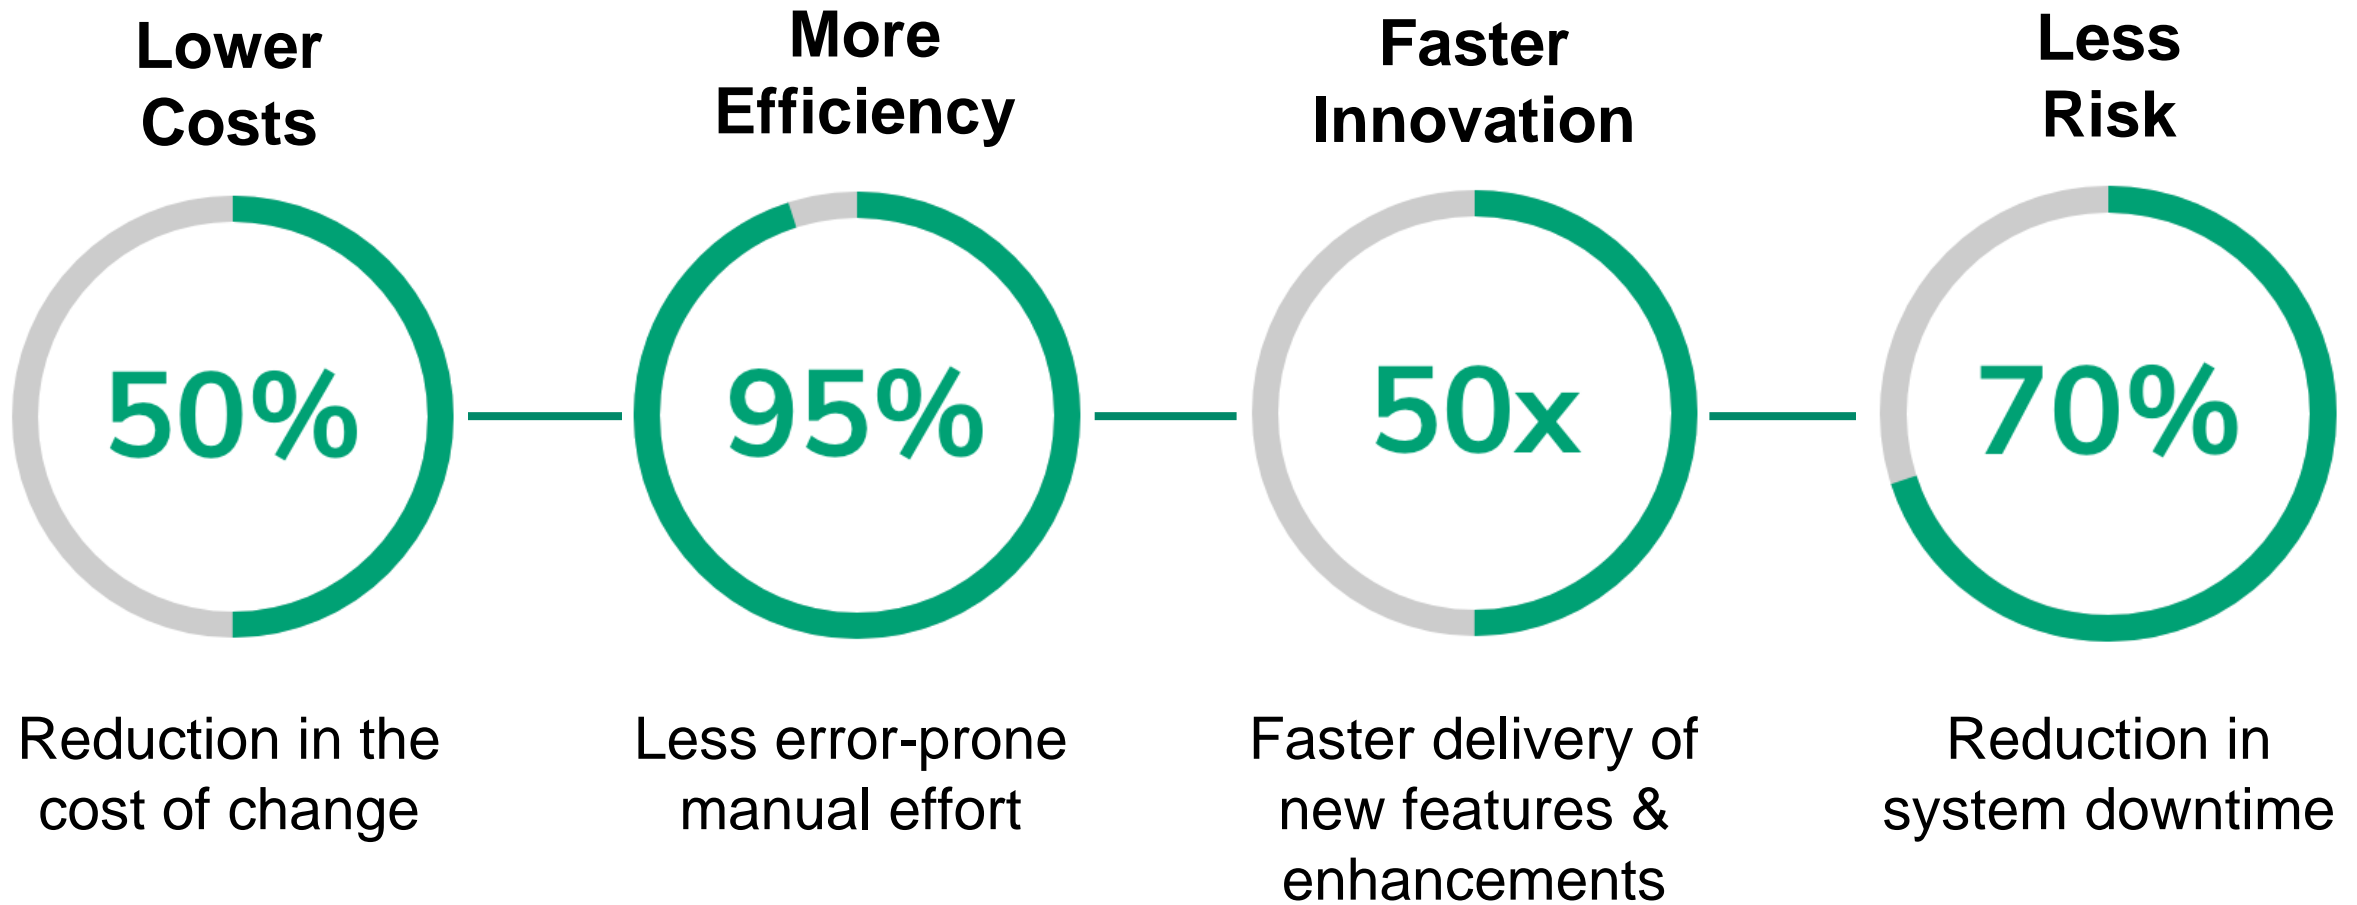 Lower
Costs
50%
Reduction in the
cost of change
More
Efficiency
95%
Less error-prone
manual effort
Faster
Innovation
50x
Faster delivery of
new features &
enhancements
Less
Risk
70%
Reduction in
system downtime